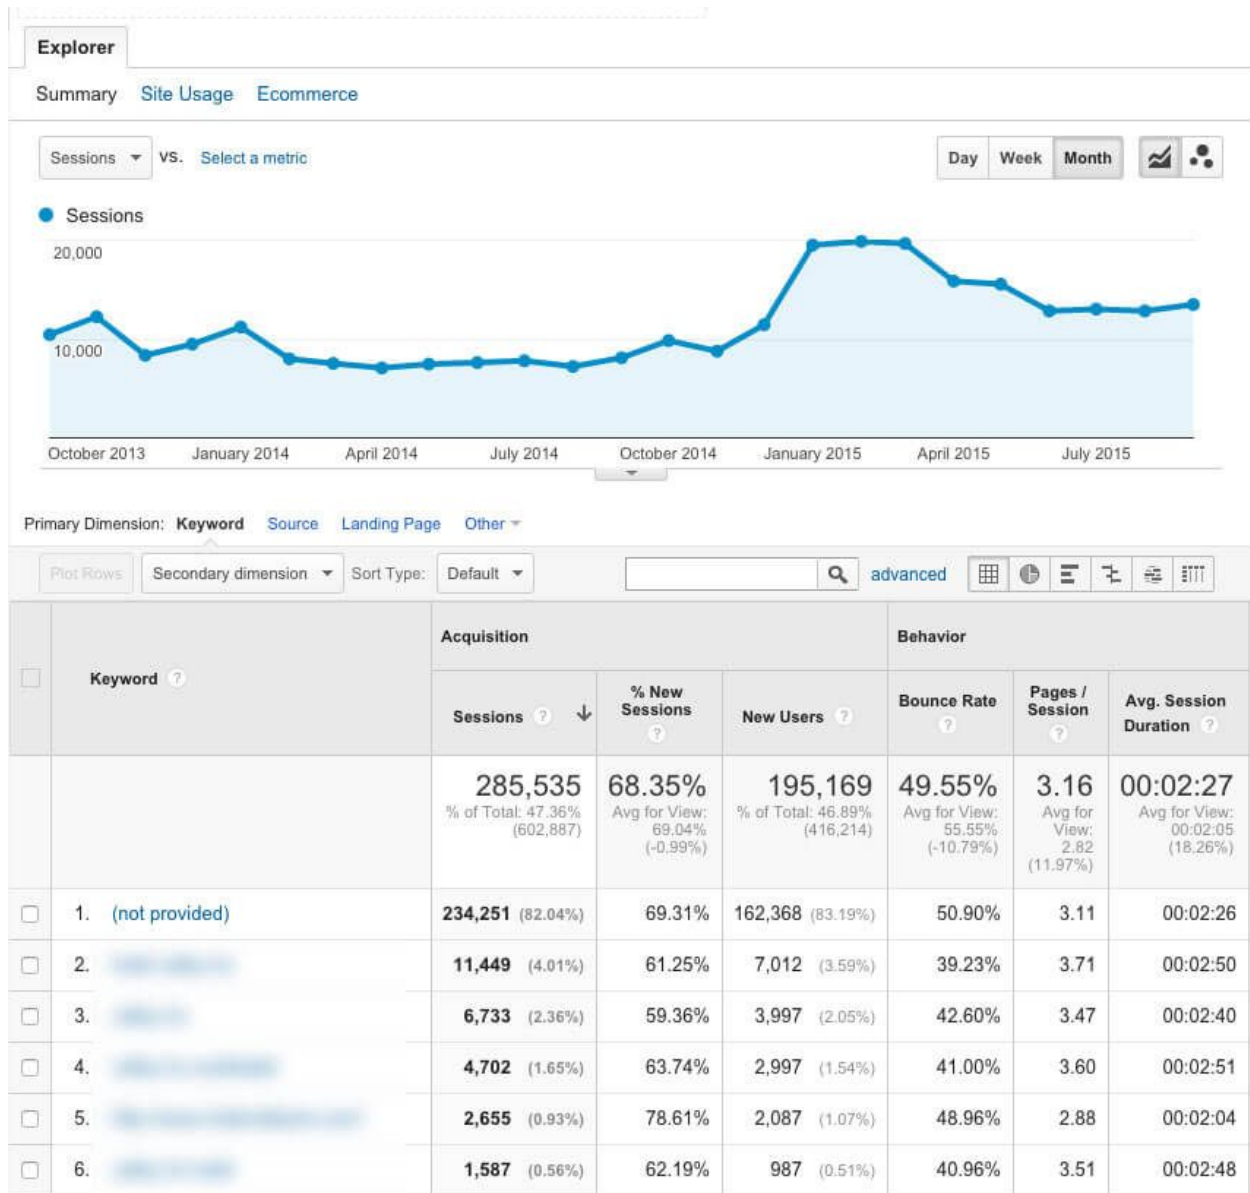 Explorer
Summary Site Usage Ecommerce
Sessions VS. Select a metric
Day Week Month
Sessions
20,000
10,000
October 2013 January 2014 April 2014 July 2014 October 2014 January 2015 April 2015 July 2015
Primary Dimension: Keyword Source Landing Page Other
Plot Rows Secondary dimension Sort Type: Default advanced
Acquisition Behavior
Keyword ?
Sessions ? % New Sessions ? New Users ? Bounce Rate ? Pages / Session ? Avg. Session Duration ?
285,535 68.35% 195,169 49.55% 3.16 00:02:27
% of Total: 47.36% (602,887) Avg for View: 69.04% (-0.99%) % of Total: 46.89% (416,214) Avg for View: 55.55% (-10.79%) Avg for View: 2.82 (11.97%) Avg for View: 00:02:05 (18.26%)
1. (not provided) 234,251 (82.04%) 69.31% 162,368 (83.19%) 50.90% 3.11 00:02:26
2. 11,449 (4.01%) 61.25% 7,012 (3.59%) 39.23% 3.71 00:02:50
3. 6,733 (2.36%) 59.36% 3,997 (2.05%) 42.60% 3.47 00:02:40
4. 4,702 (1.65%) 63.74% 2,997 (1.54%) 41.00% 3.60 00:02:51
5. 2,655 (0.93%) 78.61% 2,087 (1.07%) 48.96% 2.88 00:02:04
6. 1,587 (0.56%) 62.19% 987 (0.51%) 40.96% 3.51 00:02:48